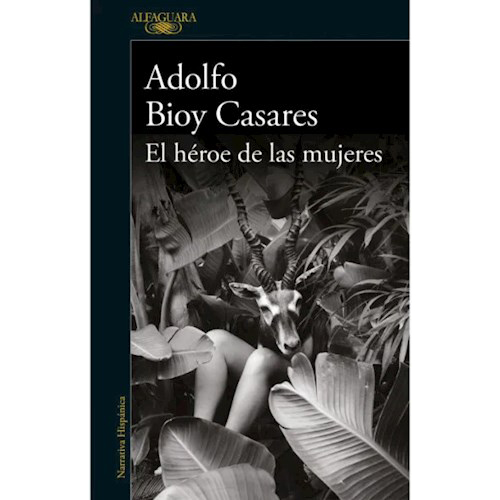 ALFAGUARA
Adolfo
Bioy Casares
El héroe de las mujeres
Narrativa Hispánica